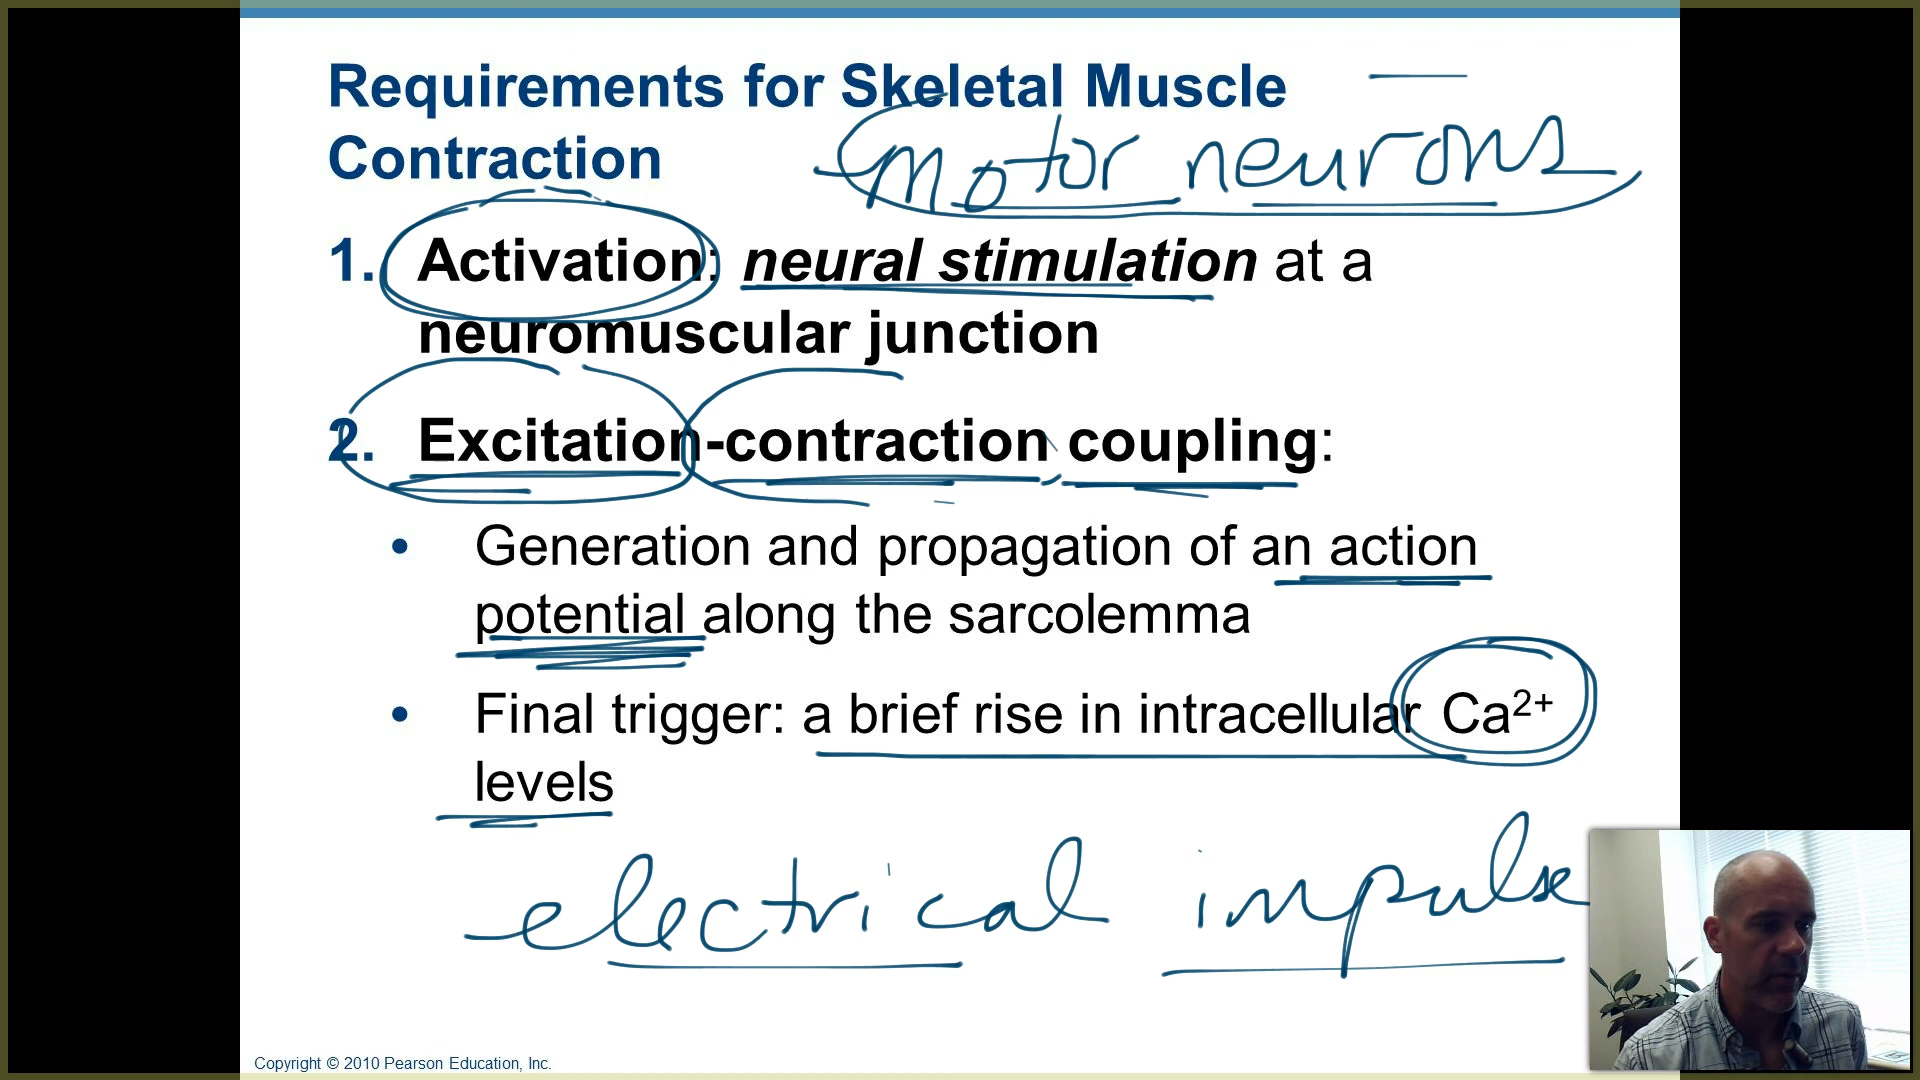 Requirements for Skeletal Muscle
Contraction
motor neurons
1. Activation: neural stimulation at a
neuromuscular junction
2. Excitation-contraction coupling:
• Generation and propagation of an action
potential along the sarcolemma
• Final trigger: a brief rise in intracellular Ca2+
levels
electrical impulse
Copyright © 2010 Pearson Education, Inc.